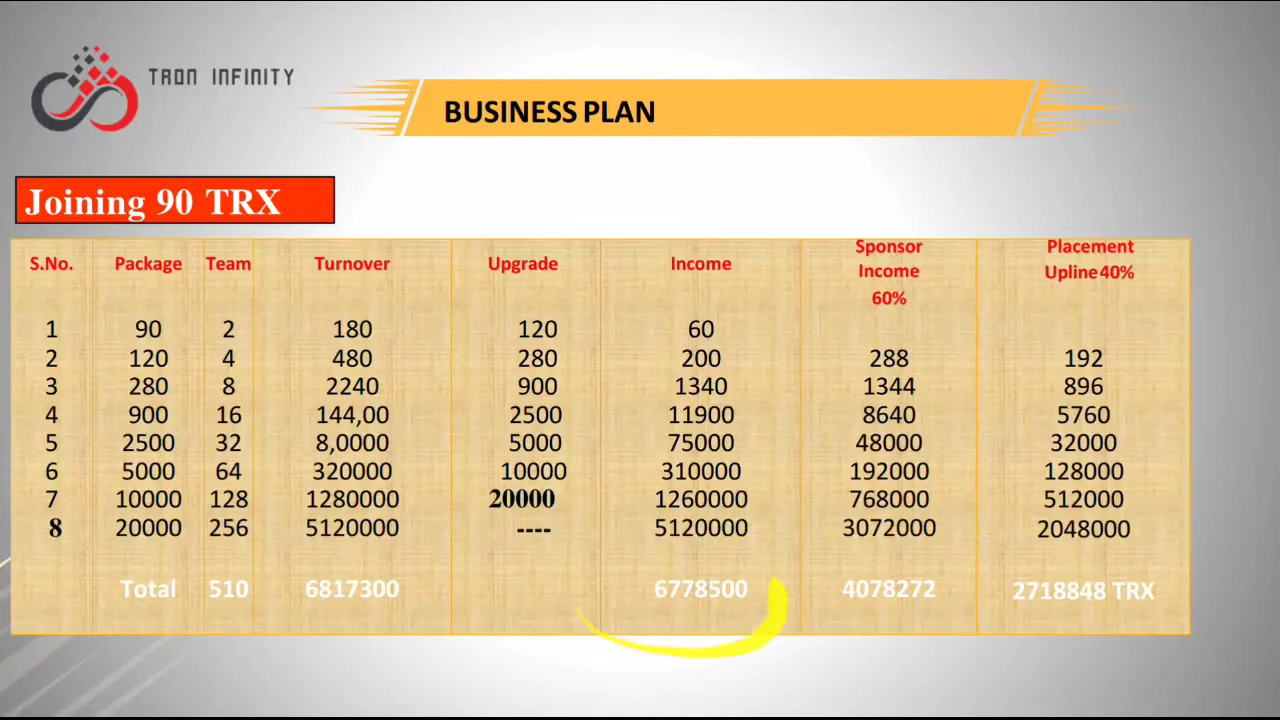 TRON INFINITY
BUSINESS PLAN
Joining 90 TRX
S.No. Package Team Turnover Upgrade Income Sponsor Income 60% Placement Upline 40%
1 90 2 180 120 60
2 120 4 480 280 200 288 192
3 280 8 2240 900 1340 1344 896
4 900 16 144,00 2500 11900 8640 5760
5 2500 32 8,0000 5000 75000 48000 32000
6 5000 64 320000 10000 310000 192000 128000
7 10000 128 1280000 20000 1260000 768000 512000
8 20000 256 5120000 ---- 5120000 3072000 2048000
Total 510 6817300 6778500 4078272 2718848 TRX